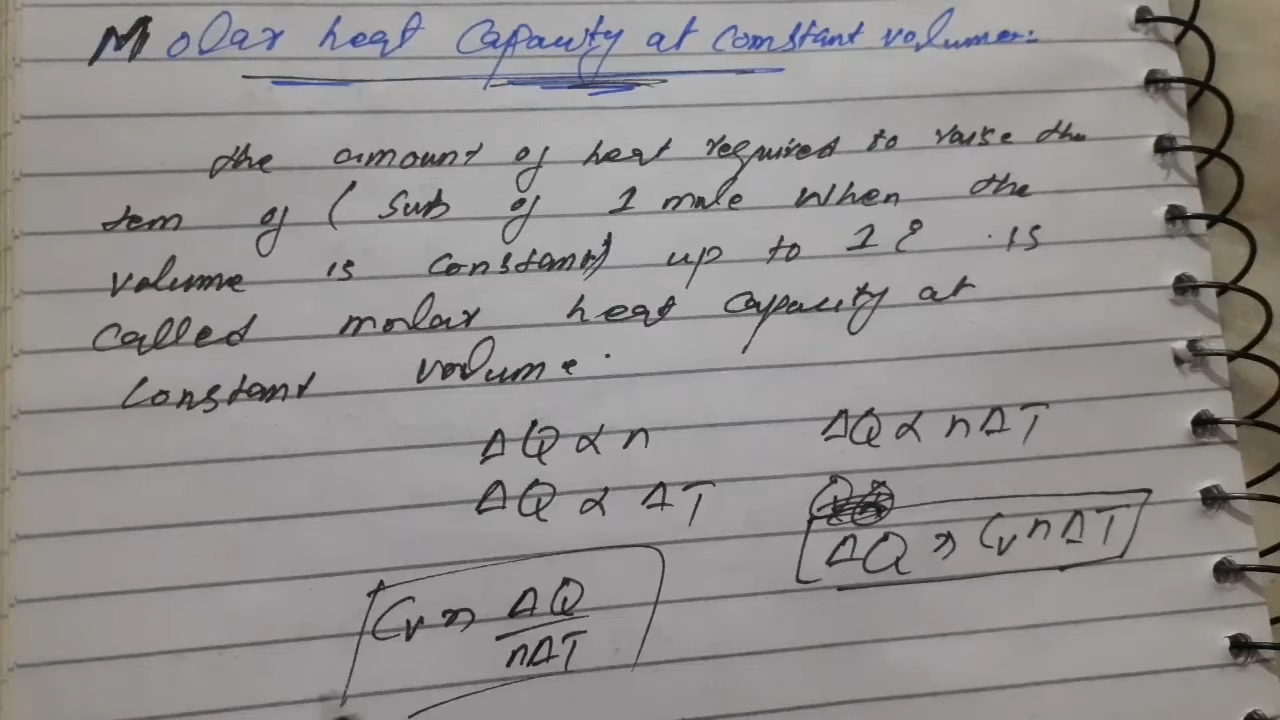 Molar heat Capacity at constant volume:
the amount of heat required to raise the
tem of (sub of 1 mole when the
volume is constant) up to 1°C is
called molar heat capacity at
constant volume.
ΔQ ∝ n ΔQ ∝ nΔT
ΔQ ∝ ΔT
ΔQ = CvnΔT
Cv = ΔQ/nΔT